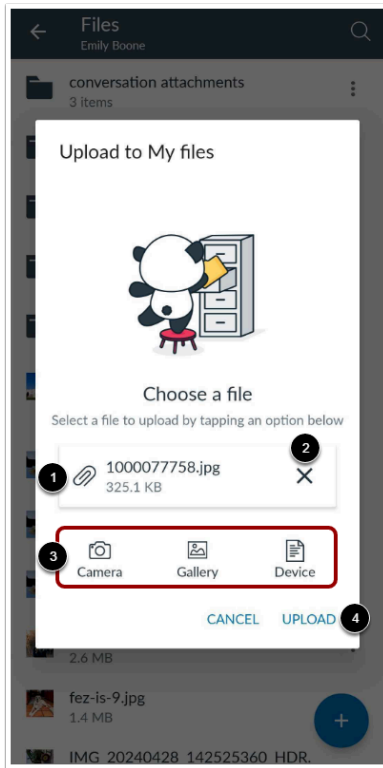 Files
Emily Boone
conversation attachments
3 items
Upload to My files
Choose a file
Select a file to upload by tapping an option below
2
1
1000077758.jpg
325.1 KB
3
Camera Gallery Device
CANCEL UPLOAD 4
2.6 MB
fez-is-9.jpg
1.4 MB
+
IMG_20240428_142525360_HDR.